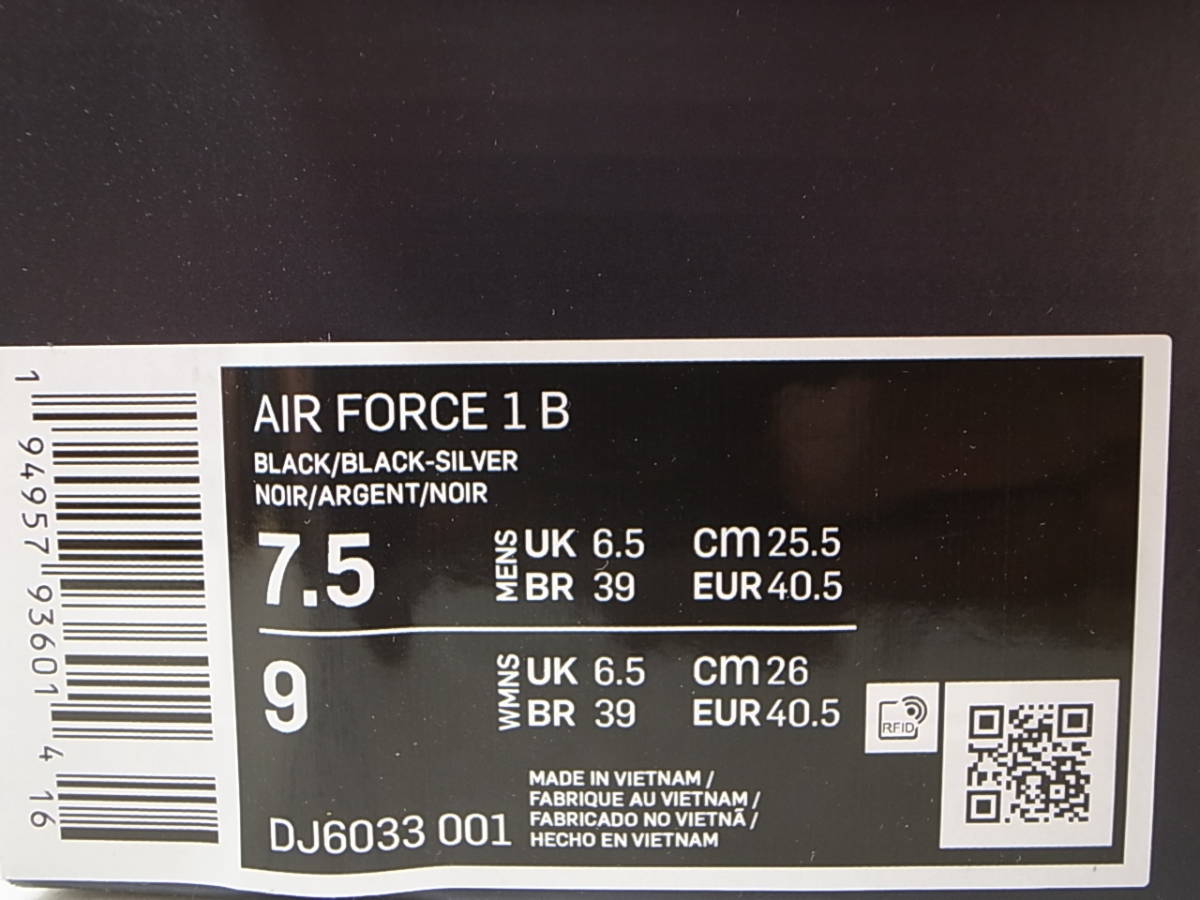 AIR FORCE 1 B
BLACK/BLACK-SILVER
NOIR/ARGENT/NOIR
7.5 MENS UK 6.5 cm 25.5
BR 39 EUR 40.5
9 WMNS UK 6.5 cm 26
BR 39 EUR 40.5
RFID
MADE IN VIETNAM /
FABRIQUE AU VIETNAM /
FABRICADO NO VIETNÃ /
HECHO EN VIETNAM
DJ6033 001
1 94957 93601 4 16